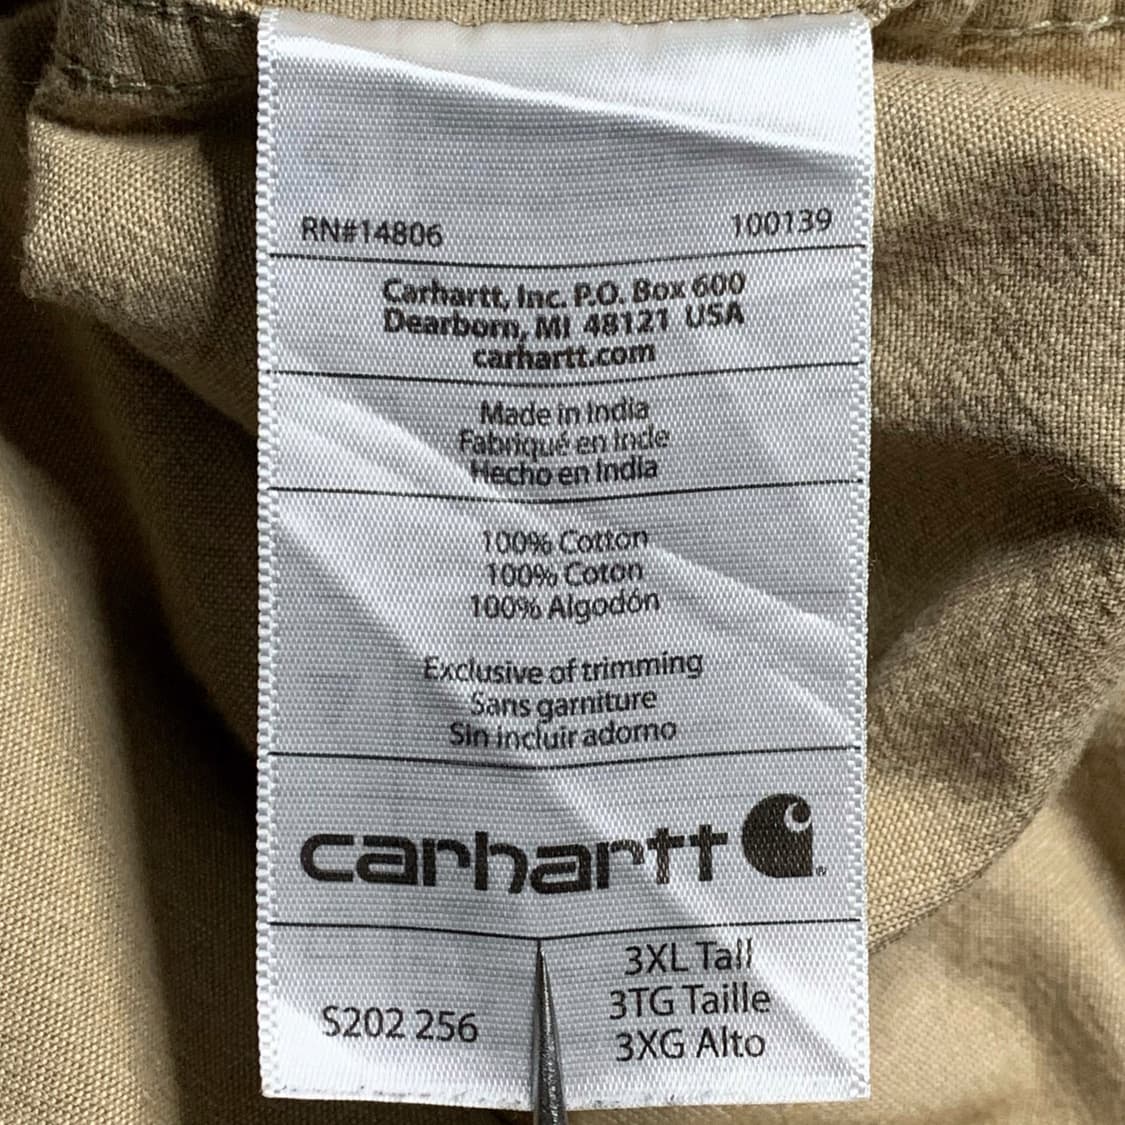 RN#14806 100139
Carhartt, Inc. P.O. Box 600
Dearborn, MI 48121 USA
carhartt.com
Made in India
Fabriqué en Inde
Hecho en India
100% Cotton
100% Coton
100% Algodón
Exclusive of trimming
Sans garniture
Sin incluir adorno
carhartt
3XL Tall
3TG Taille
S202 256
3XG Alto